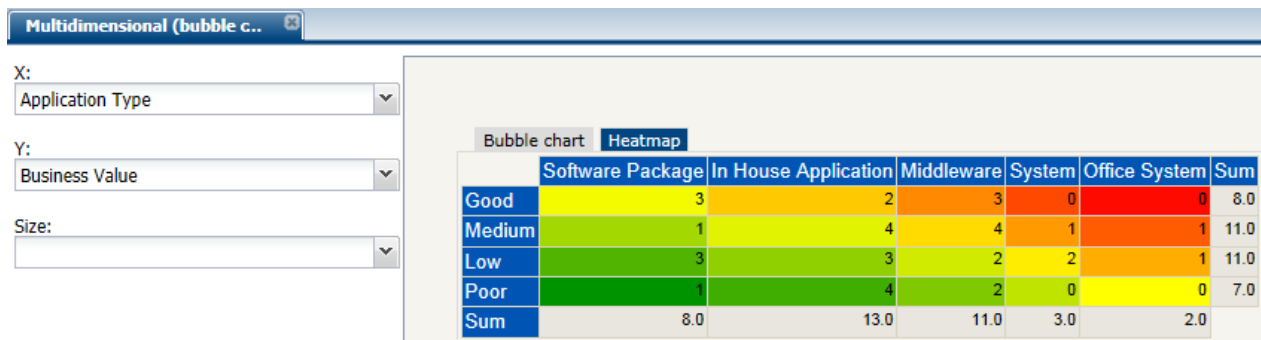 Multidimensional (bubble c..
X:
Application Type
Y:
Business Value
Size:
Bubble chart Heatmap
Software Package In House Application Middleware System Office System Sum
Good 3 2 3 0 0 8.0
Medium 1 4 4 1 1 11.0
Low 3 3 2 2 1 11.0
Poor 1 4 2 0 0 7.0
Sum 8.0 13.0 11.0 3.0 2.0